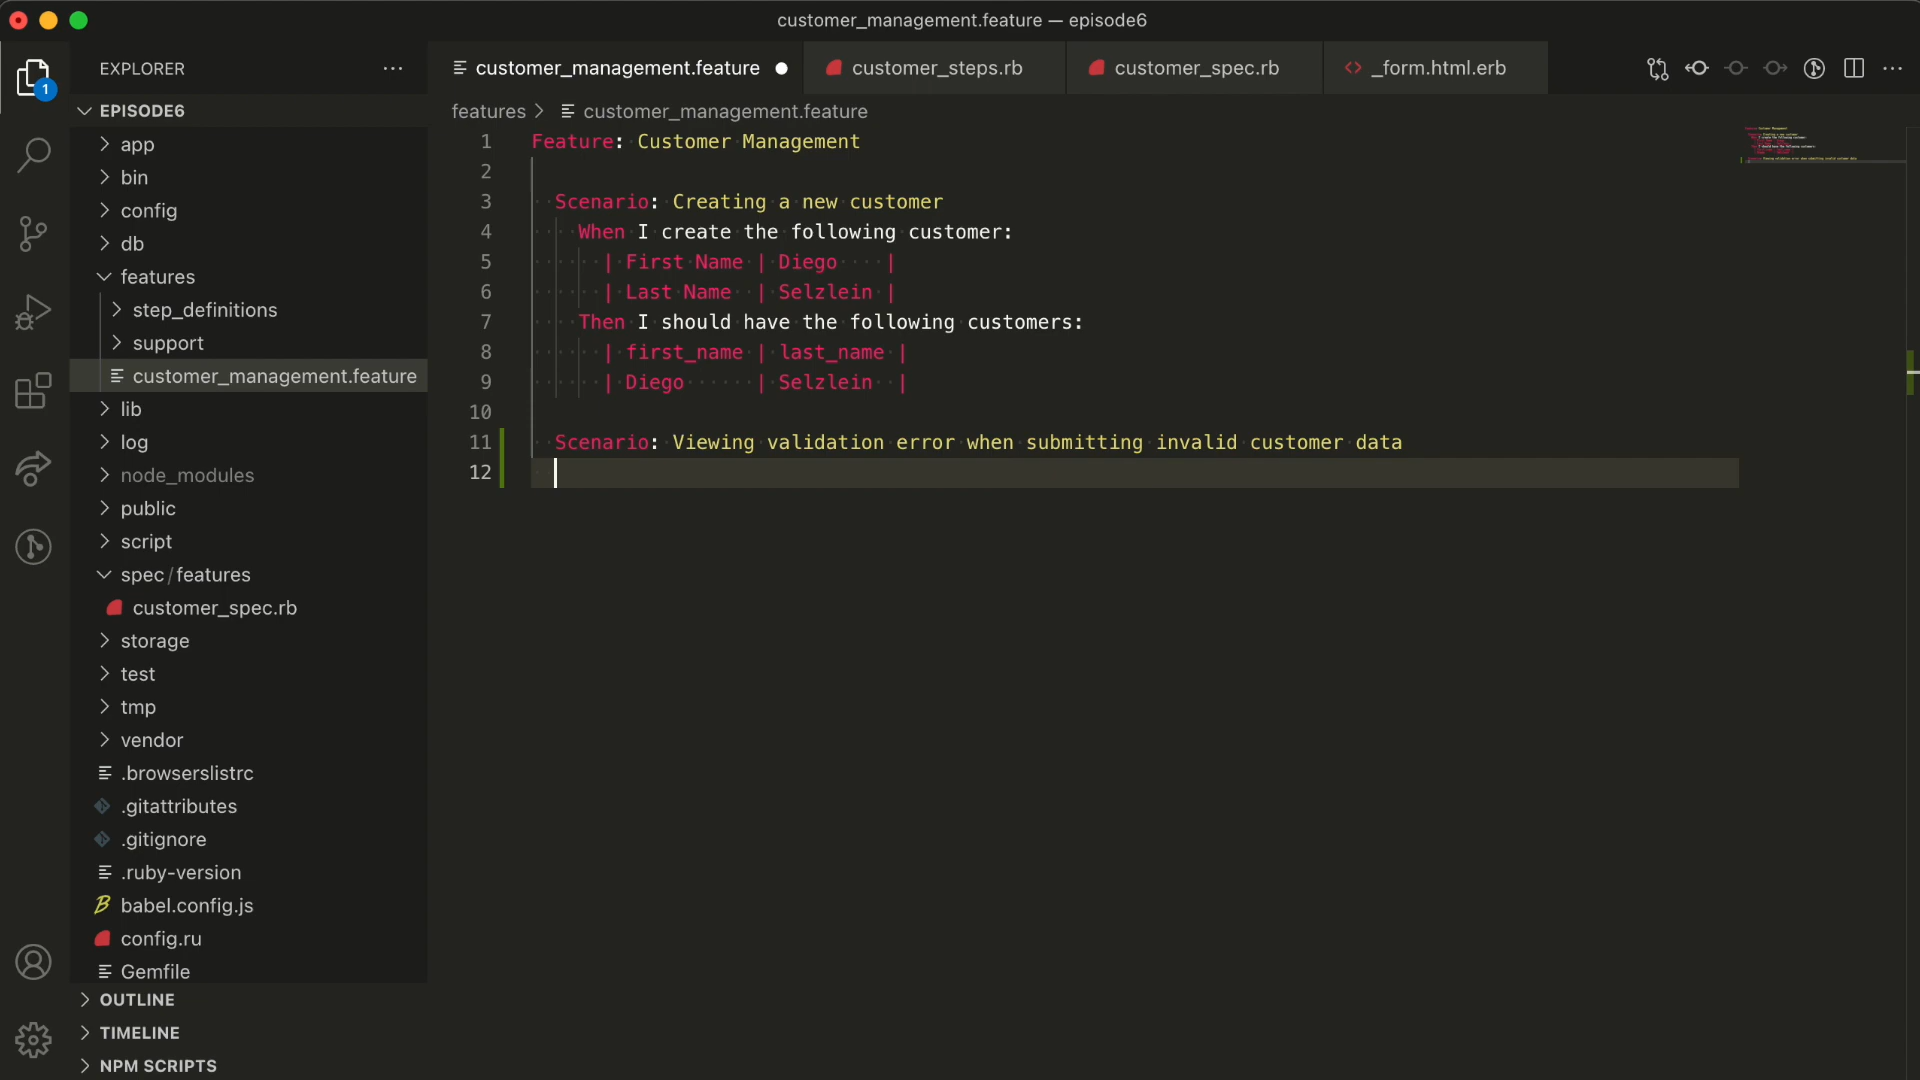 customer_management.feature — episode6
EXPLORER
customer_management.feature
customer_steps.rb
customer_spec.rb
_form.html.erb
1
EPISODE6
features
customer_management.feature
app
bin
config
db
features
step_definitions
support
customer_management.feature
lib
log
node_modules
public
script
spec/features
customer_spec.rb
storage
test
tmp
vendor
.browserslistrc
.gitattributes
.gitignore
.ruby-version
babel.config.js
config.ru
Gemfile
OUTLINE
TIMELINE
NPM SCRIPTS
1 Feature: Customer Management
2
3 Scenario: Creating a new customer
4 When I create the following customer:
5 | First Name | Diego |
6 | Last Name | Selzlein |
7 Then I should have the following customers:
8 | first_name | last_name |
9 | Diego | Selzlein |
10
11 Scenario: Viewing validation error when submitting invalid customer data
12